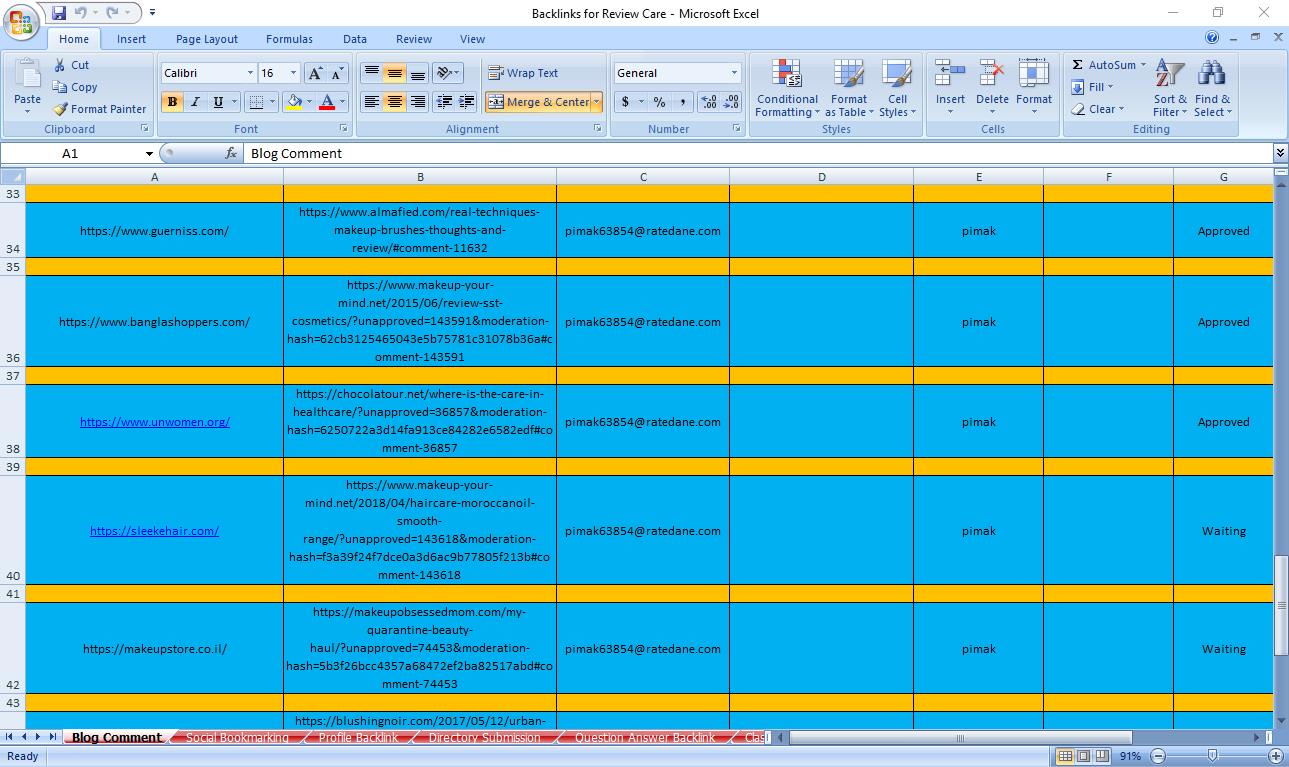 Backlinks for Review Care - Microsoft Excel
Home Insert Page Layout Formulas Data Review View
Paste
Cut
Copy
Format Painter
Clipboard
Calibri 16 A A
B I U A
Font
Wrap Text
Merge & Center
Alignment
General
$ % ,
Number
Conditional
Formatting
Format
as Table
Cell
Styles
Styles
Insert Delete Format
Cells
Σ AutoSum
Fill
Clear
Sort &
Filter
Find &
Select
Editing
A1 fx Blog Comment
A B C D E F G
33
34
https://www.guerniss.com/
https://www.almafied.com/real-techniques-
makeup-brushes-thoughts-and-
review/#comment-11632
pimak63854@ratedane.com
pimak
Approved
35
36
https://www.banglashoppers.com/
https://www.makeup-your-
mind.net/2015/06/review-sst-
cosmetics/?unapproved=143591&moderation-
hash=62cb3125465043e5b75781c31078b36a#c
omment-143591
pimak63854@ratedane.com
pimak
Approved
37
38
https://www.unwomen.org/
https://chocolatour.net/where-is-the-care-in-
healthcare/?unapproved=36857&moderation-
hash=6250722a3d14fa913ce84282e6582edf#co
mment-36857
pimak63854@ratedane.com
pimak
Approved
39
40
https://sleekehair.com/
https://www.makeup-your-
mind.net/2018/04/haircare-moroccanoil-
smooth-
range/?unapproved=143618&moderation-
hash=f3a39f24f7dce0a3d6ac9b77805f213b#co
mment-143618
pimak63854@ratedane.com
pimak
Waiting
41
42
https://makeupstore.co.il/
https://makeupobsessedmom.com/my-
quarantine-beauty-
haul/?unapproved=74453&moderation-
hash=5b3f26bcc4357a68472ef2ba82517abd#co
mment-74453
pimak63854@ratedane.com
pimak
Waiting
43
https://blushingnoir.com/2017/05/12/urban-
Blog Comment Social Bookmarking Profile Backlink Directory Submission Question Answer Backlink Clas
Ready 91%